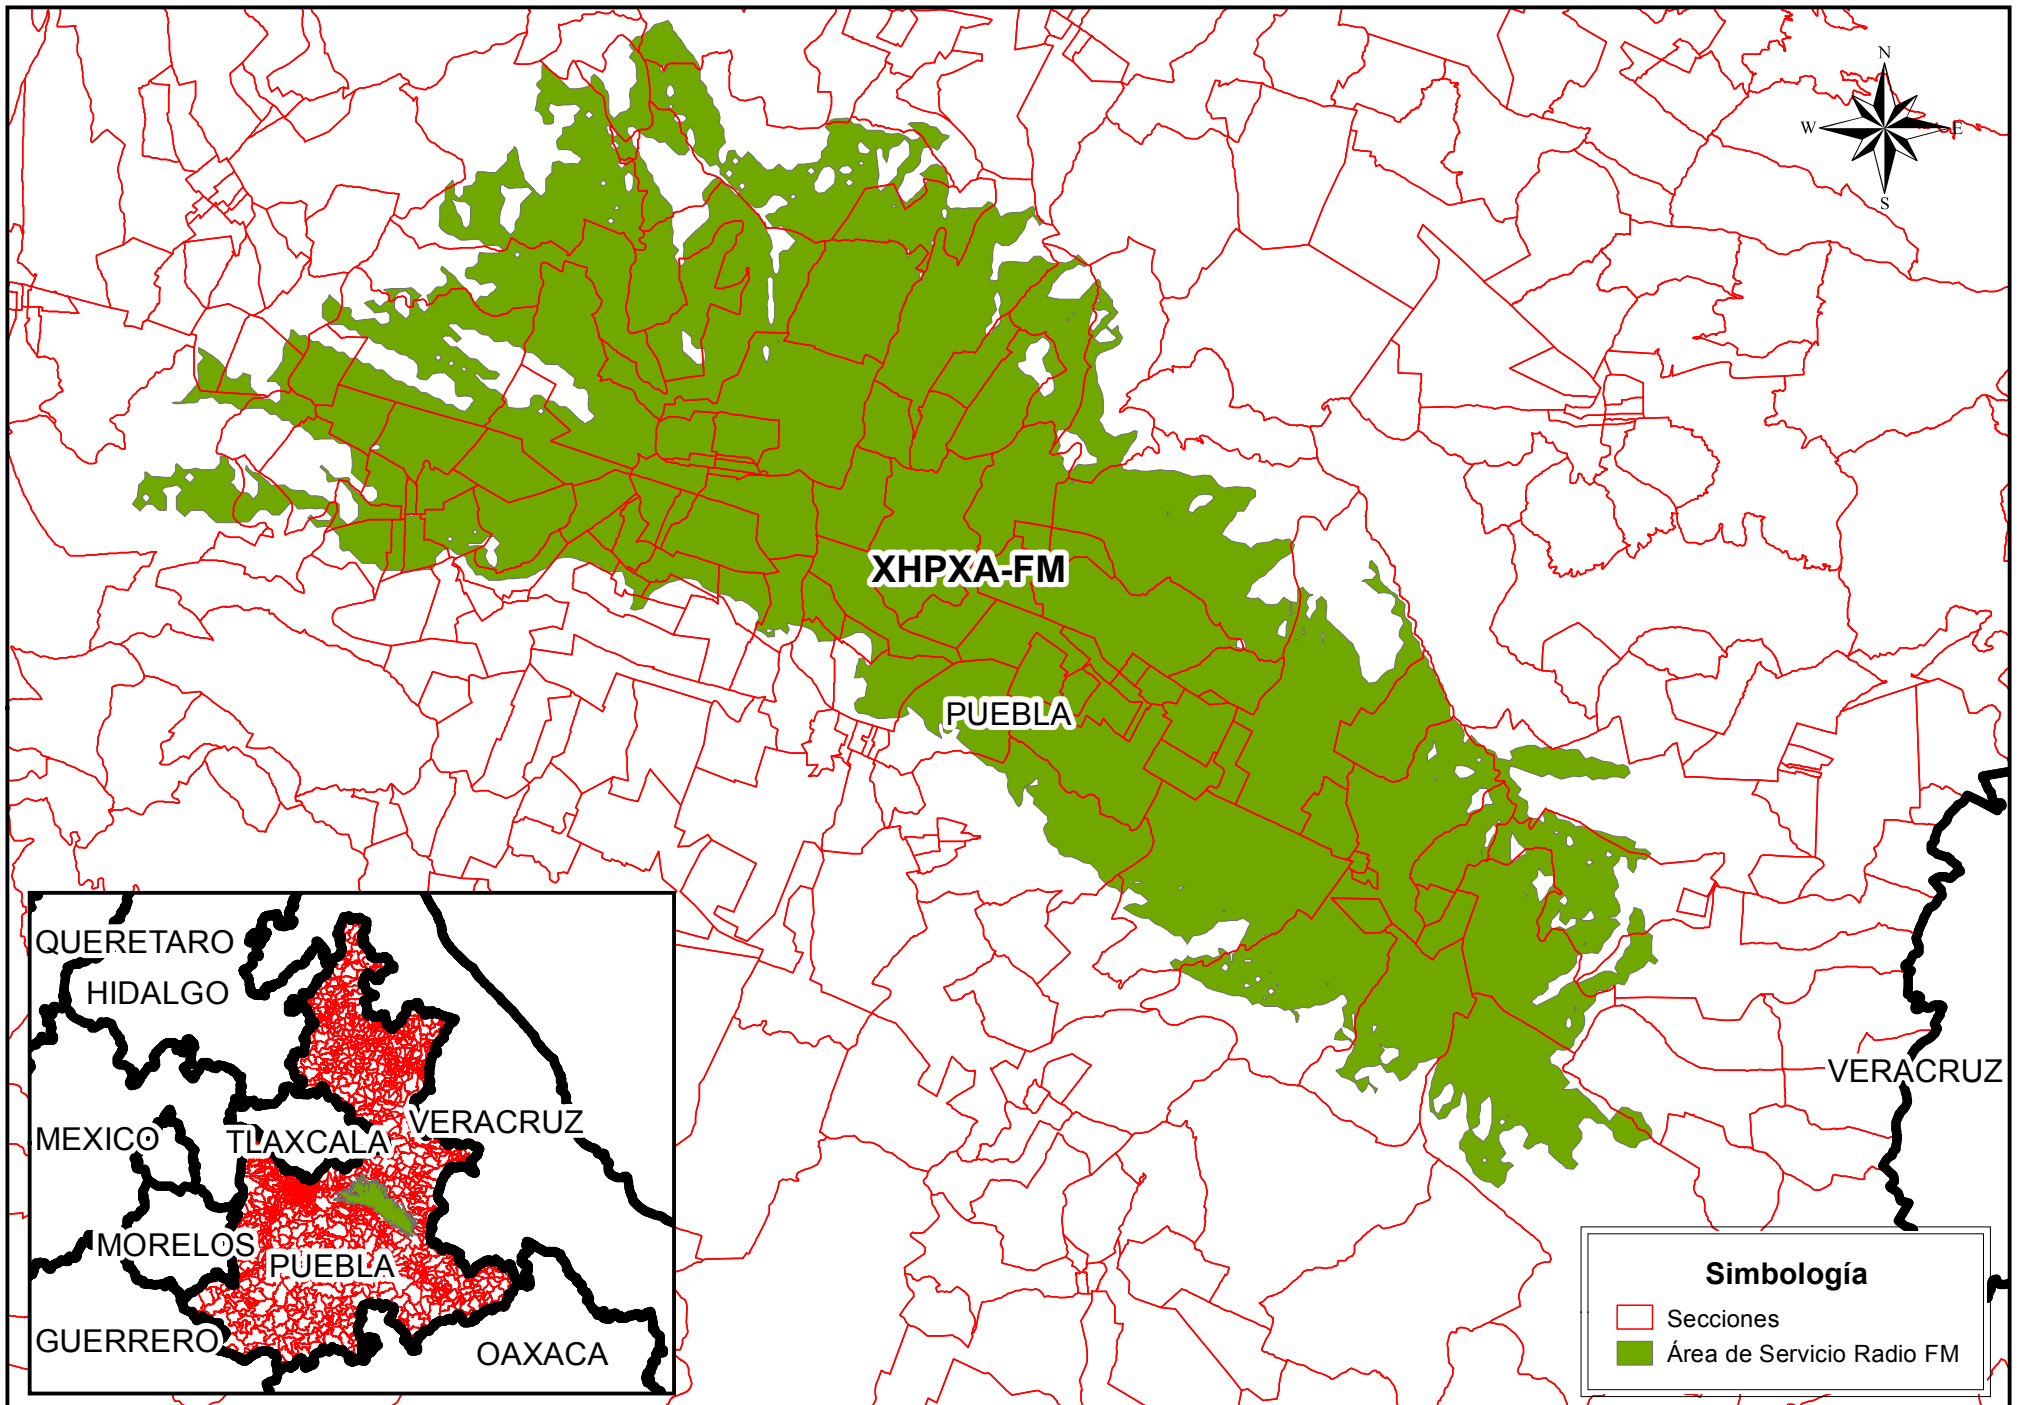 N
W
E
S
XHPXA-FM
PUEBLA
VERACRUZ
QUERETARO
HIDALGO
MEXICO
TLAXCALA
VERACRUZ
MORELOS
PUEBLA
GUERRERO
OAXACA
Simbología
Secciones
Área de Servicio Radio FM